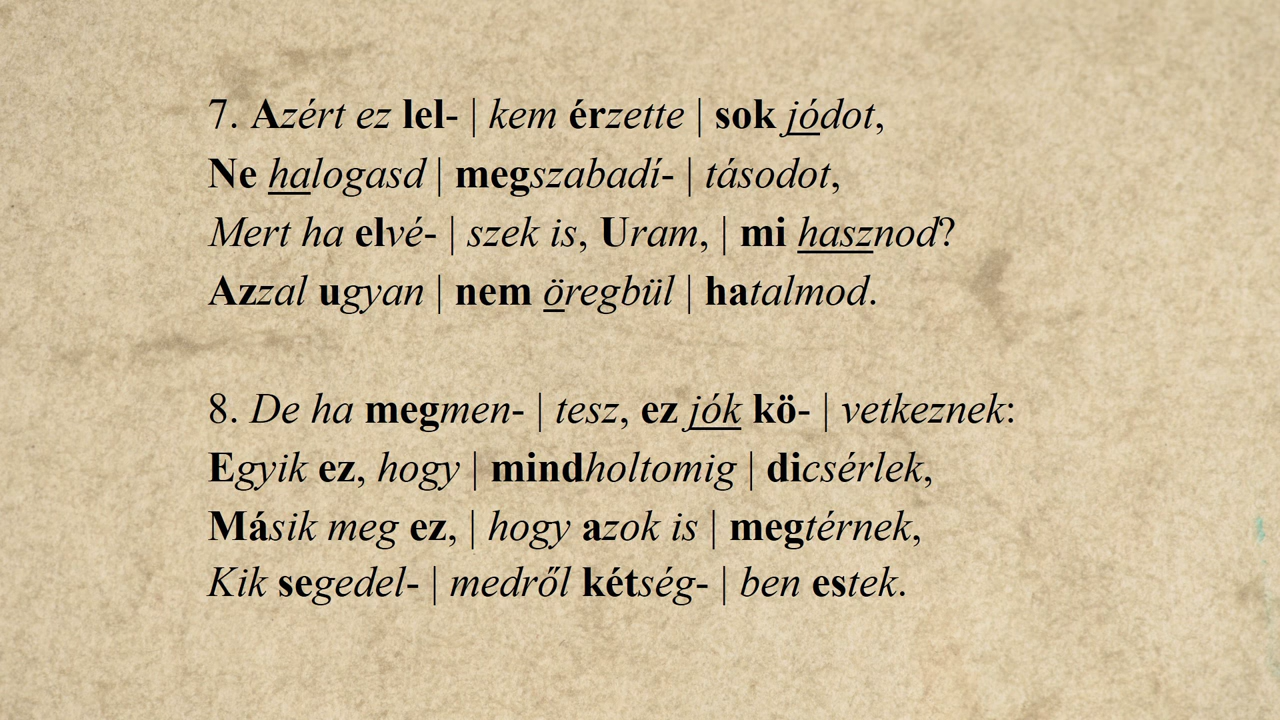 7. Azért ez lel- | kem érzette | sok jódot,
Ne halogasd | megszabadí- | tásodot,
Mert ha elvé- | szek is, Uram, | mi hasznod?
Azzal ugyan | nem öregbül | hatalmod.
8. De ha megmen- | tesz, ez jók kö- | vetkeznek:
Egyik ez, hogy | mindholtomig | dicsérlek,
Másik meg ez, | hogy azok is | megtérnek,
Kik segedel- | medről kétség- | ben estek.